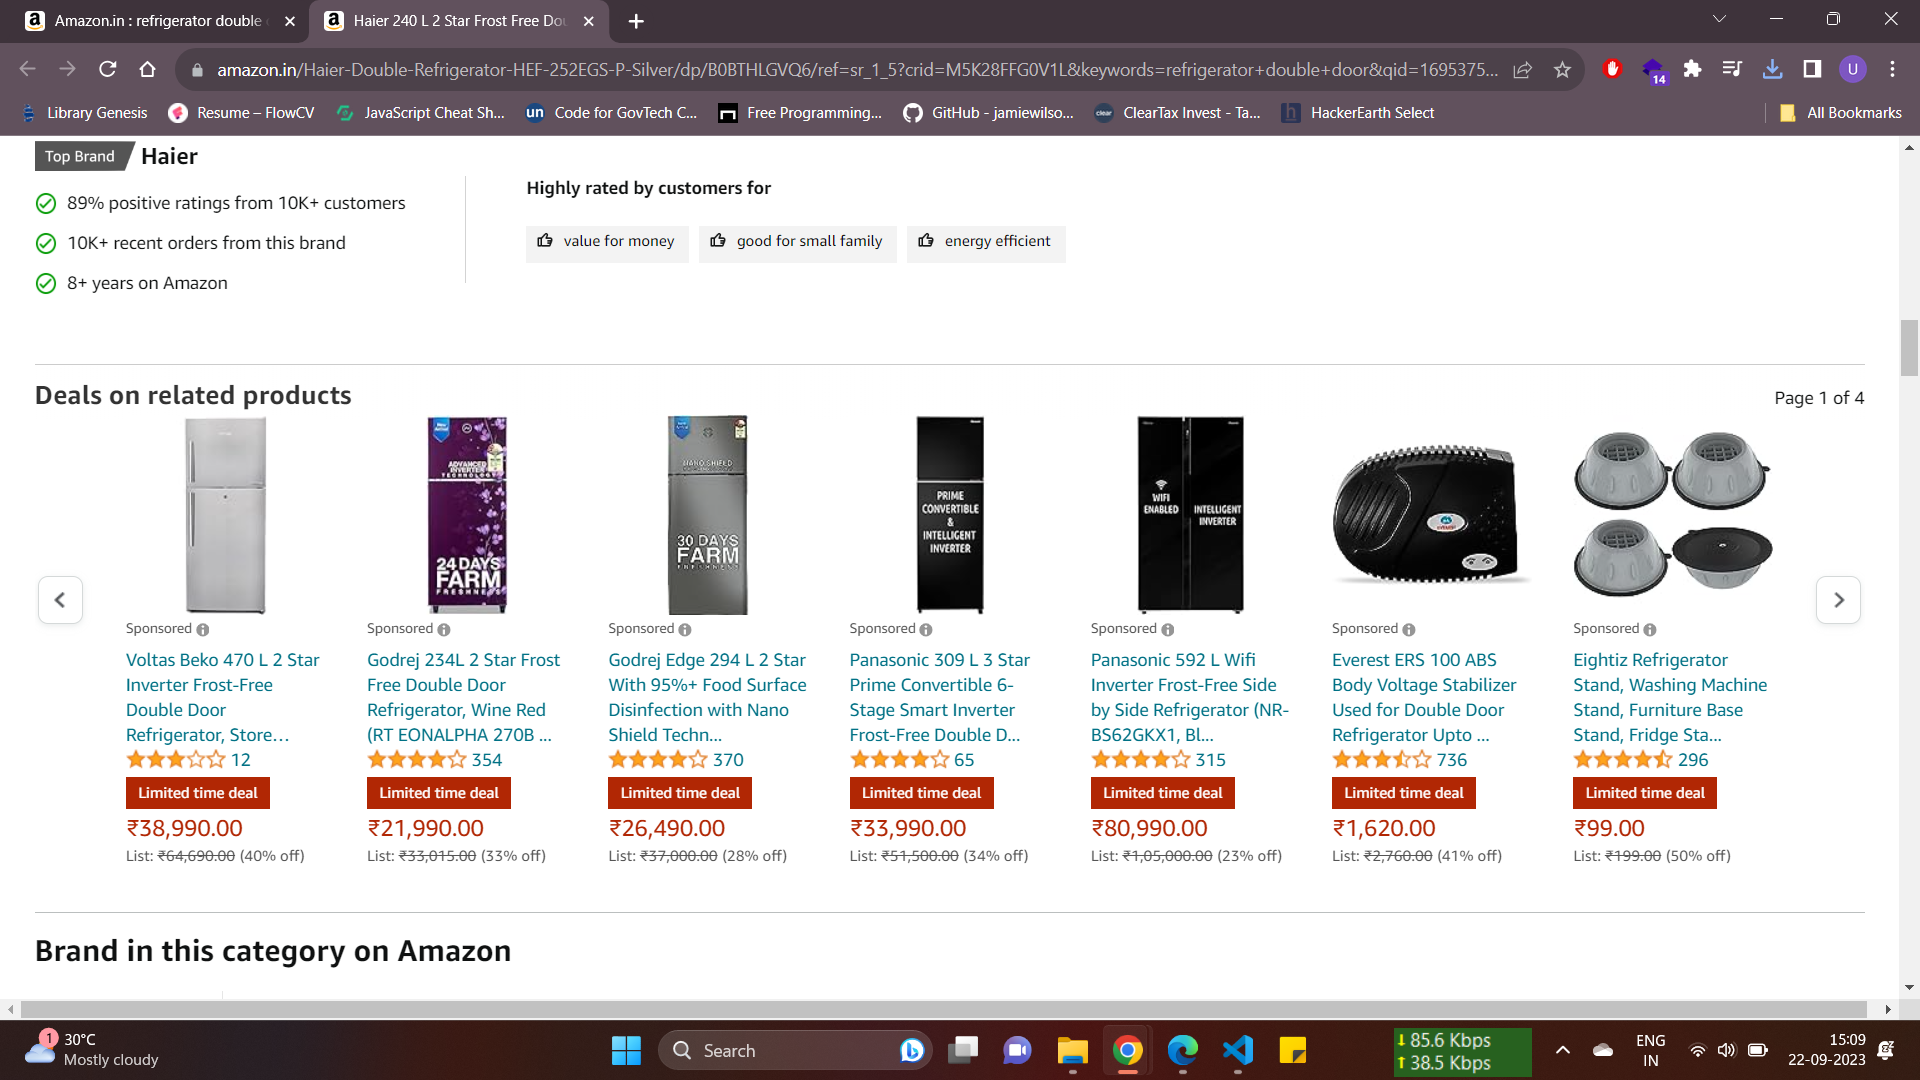 Amazon.in : refrigerator double
Haier 240 L 2 Star Frost Free Dou
amazon.in/Haier-Double-Refrigerator-HEF-252EGS-P-Silver/dp/B0BTHLGVQ6/ref=sr_1_5?crid=M5K28FFG0V1L&keywords=refrigerator+double+door&qid=1695375...
14
U
Library Genesis
Resume – FlowCV
JavaScript Cheat Sh...
un
Code for GovTech C...
Free Programming...
GitHub - jamiewilso...
clear
ClearTax Invest - Ta...
h
HackerEarth Select
All Bookmarks
Top Brand
Haier
89% positive ratings from 10K+ customers
10K+ recent orders from this brand
8+ years on Amazon
Highly rated by customers for
value for money
good for small family
energy efficient
Deals on related products
Page 1 of 4
ADVANCED
INVERTER
TECHNOLOGY
24 DAYS
FARM
FRESHNESS
NANO SHIELD
30 DAYS
FARM
FRESHNESS
PRIME
CONVERTIBLE
&
INTELLIGENT
INVERTER
WIFI
ENABLED
INTELLIGENT
INVERTER
Sponsored
Voltas Beko 470 L 2 Star
Inverter Frost-Free
Double Door
Refrigerator, Store...
12
Limited time deal
₹38,990.00
List: ₹64,690.00 (40% off)
Sponsored
Godrej 234L 2 Star Frost
Free Double Door
Refrigerator, Wine Red
(RT EONALPHA 270B ...
354
Limited time deal
₹21,990.00
List: ₹33,015.00 (33% off)
Sponsored
Godrej Edge 294 L 2 Star
With 95%+ Food Surface
Disinfection with Nano
Shield Techn...
370
Limited time deal
₹26,490.00
List: ₹37,000.00 (28% off)
Sponsored
Panasonic 309 L 3 Star
Prime Convertible 6-
Stage Smart Inverter
Frost-Free Double D...
65
Limited time deal
₹33,990.00
List: ₹51,500.00 (34% off)
Sponsored
Panasonic 592 L Wifi
Inverter Frost-Free Side
by Side Refrigerator (NR-
BS62GKX1, Bl...
315
Limited time deal
₹80,990.00
List: ₹1,05,000.00 (23% off)
Sponsored
Everest ERS 100 ABS
Body Voltage Stabilizer
Used for Double Door
Refrigerator Upto ...
736
Limited time deal
₹1,620.00
List: ₹2,760.00 (41% off)
Sponsored
Eightiz Refrigerator
Stand, Washing Machine
Stand, Furniture Base
Stand, Fridge Sta...
296
Limited time deal
₹99.00
List: ₹199.00 (50% off)
Brand in this category on Amazon
1
30°C
Mostly cloudy
Search
85.6 Kbps
38.5 Kbps
ENG
IN
15:09
22-09-2023